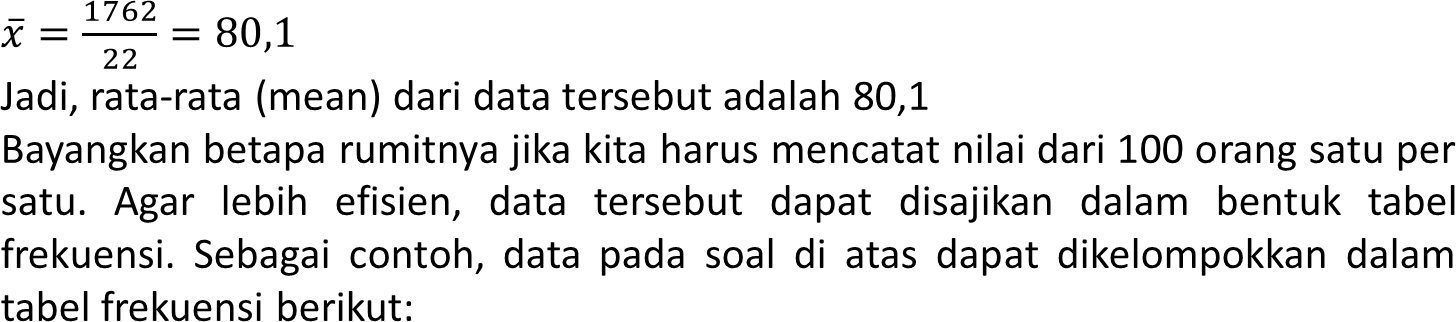 x̄ = 1762/22 = 80,1
Jadi, rata-rata (mean) dari data tersebut adalah 80,1
Bayangkan betapa rumitnya jika kita harus mencatat nilai dari 100 orang satu per
satu. Agar lebih efisien, data tersebut dapat disajikan dalam bentuk tabel
frekuensi. Sebagai contoh, data pada soal di atas dapat dikelompokkan dalam
tabel frekuensi berikut: